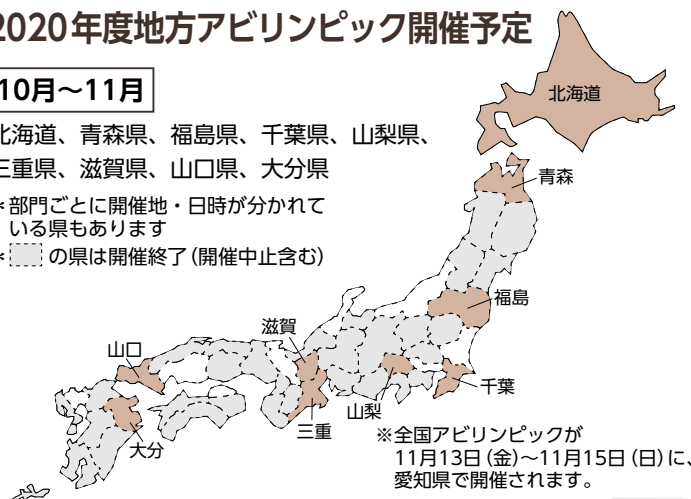 2020年度地方アビリンピック開催予定
10月～11月
北海道、青森県、福島県、千葉県、山梨県、
三重県、滋賀県、山口県、大分県
*部門ごとに開催地・日時が分かれて
いる県もあります
*の県は開催終了（開催中止含む）
北海道
青森
福島
滋賀
山口
千葉
山梨
三重
大分
※全国アビリンピックが
11月13日（金）～11月15日（日）に、
愛知県で開催されます。